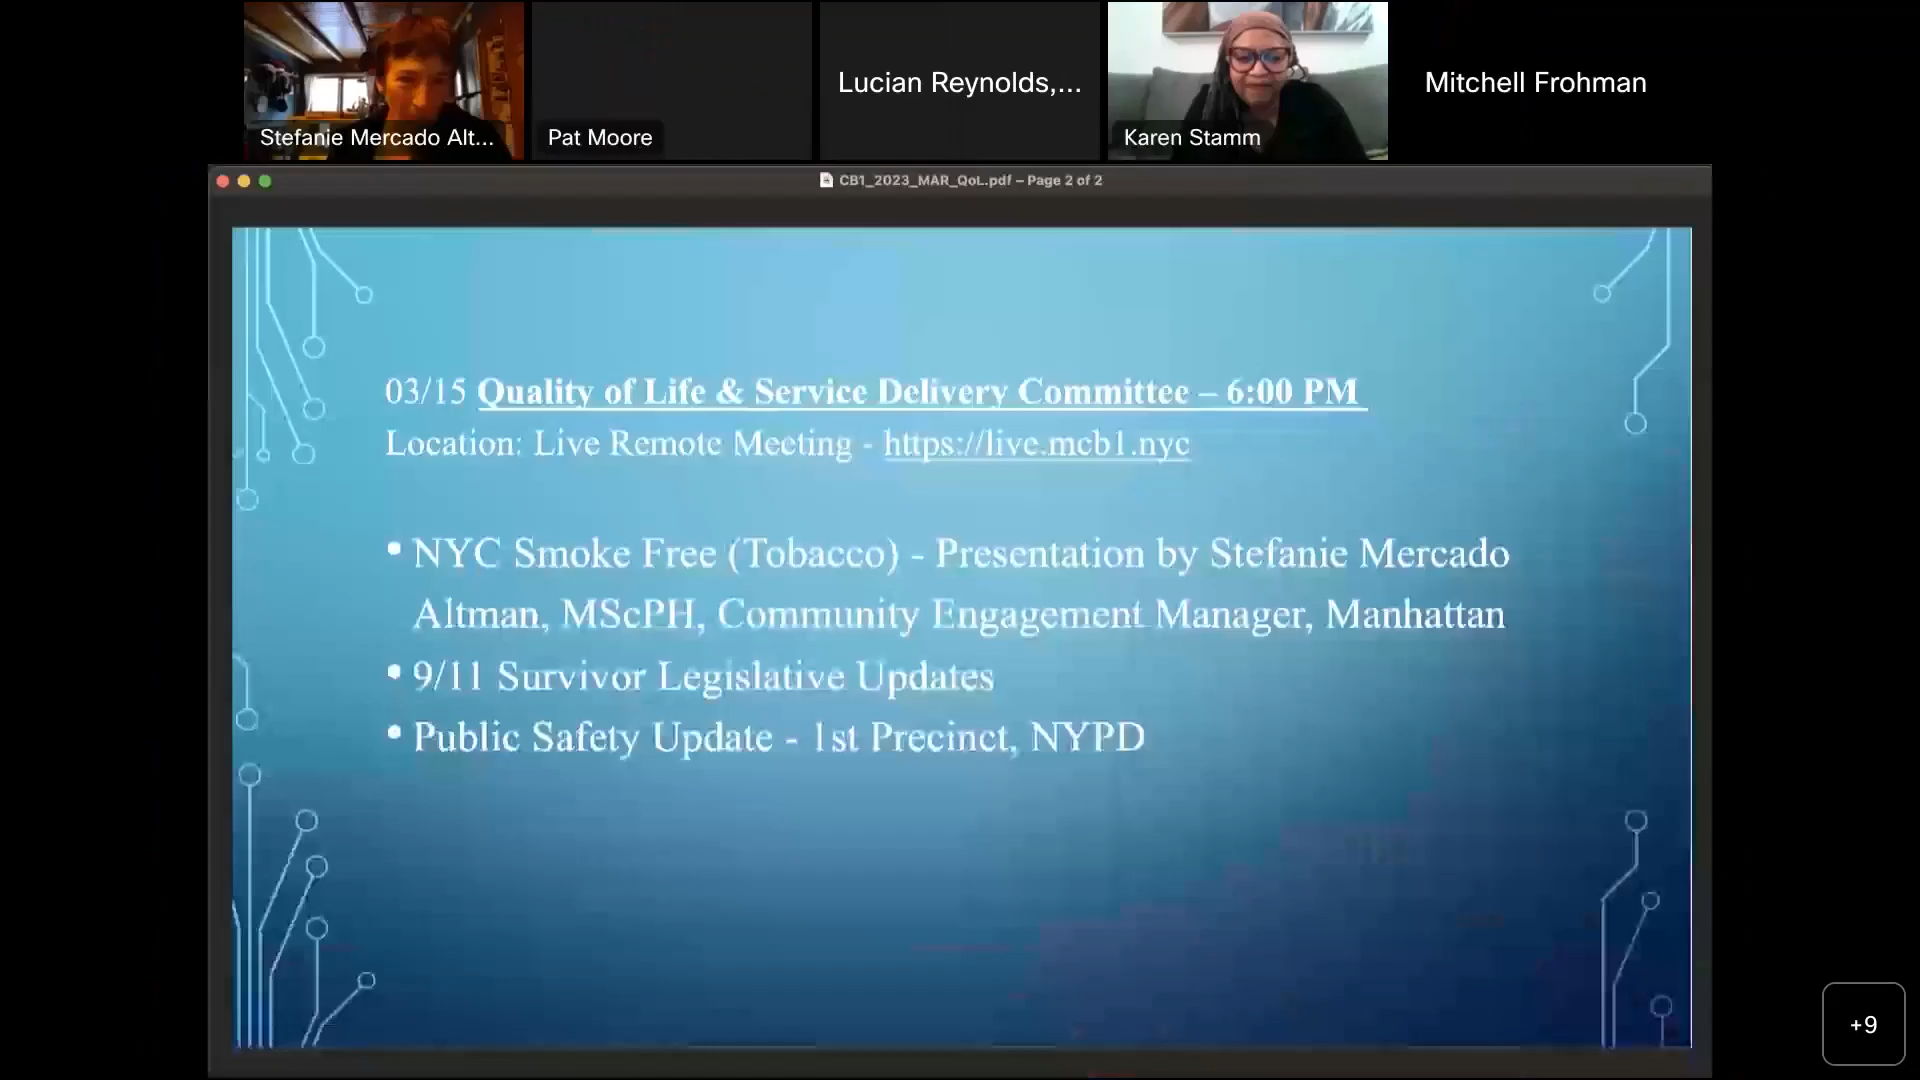 Stefanie Mercado Alt...
Pat Moore
Lucian Reynolds,...
Karen Stamm
Mitchell Frohman
CB1_2023_MAR_QoL.pdf – Page 2 of 2
03/15 Quality of Life & Service Delivery Committee – 6:00 PM
Location: Live Remote Meeting - https://live.mcb1.nyc
• NYC Smoke Free (Tobacco) - Presentation by Stefanie Mercado
Altman, MScPH, Community Engagement Manager, Manhattan
• 9/11 Survivor Legislative Updates
• Public Safety Update - 1st Precinct, NYPD
+9